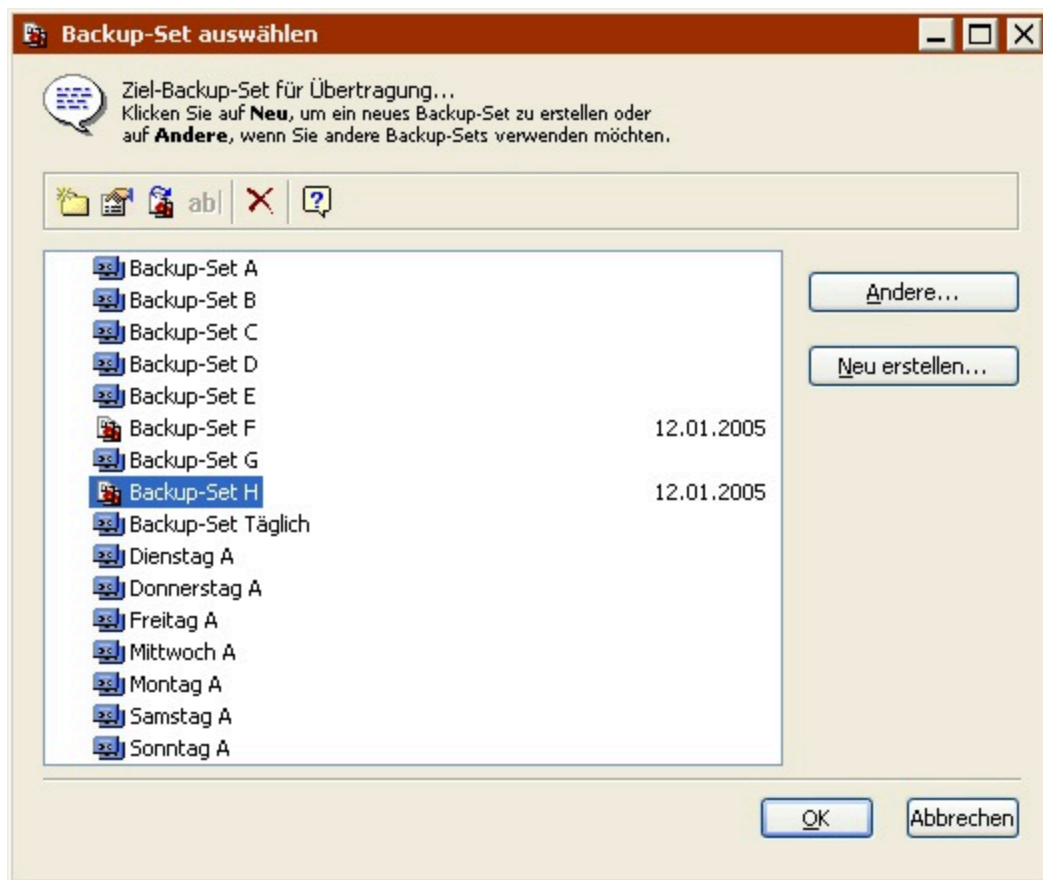 Backup-Set auswählen
Ziel-Backup-Set für Übertragung...
Klicken Sie auf Neu, um ein neues Backup-Set zu erstellen oder
auf Andere, wenn Sie andere Backup-Sets verwenden möchten.
ab|
Backup-Set A
Backup-Set B
Backup-Set C
Backup-Set D
Backup-Set E
Backup-Set F 12.01.2005
Backup-Set G
Backup-Set H 12.01.2005
Backup-Set Täglich
Dienstag A
Donnerstag A
Freitag A
Mittwoch A
Montag A
Samstag A
Sonntag A
Andere...
Neu erstellen...
OK Abbrechen